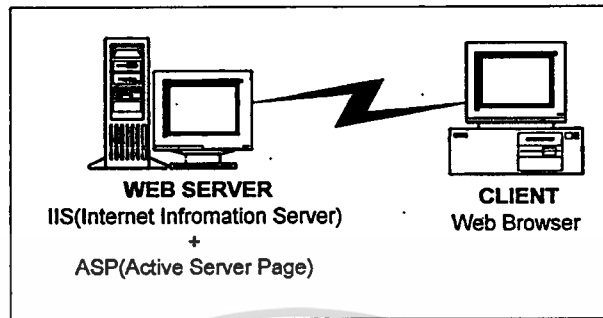 WEB SERVER
IIS(Internet Infromation Server)
+
ASP(Active Server Page)
CLIENT
Web Browser